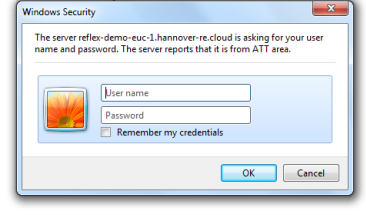 Windows Security
The server reflex-demo-euc-1.hannover-re.cloud is asking for your user
name and password. The server reports that it is from ATT area.
User name
Password
Remember my credentials
OK
Cancel